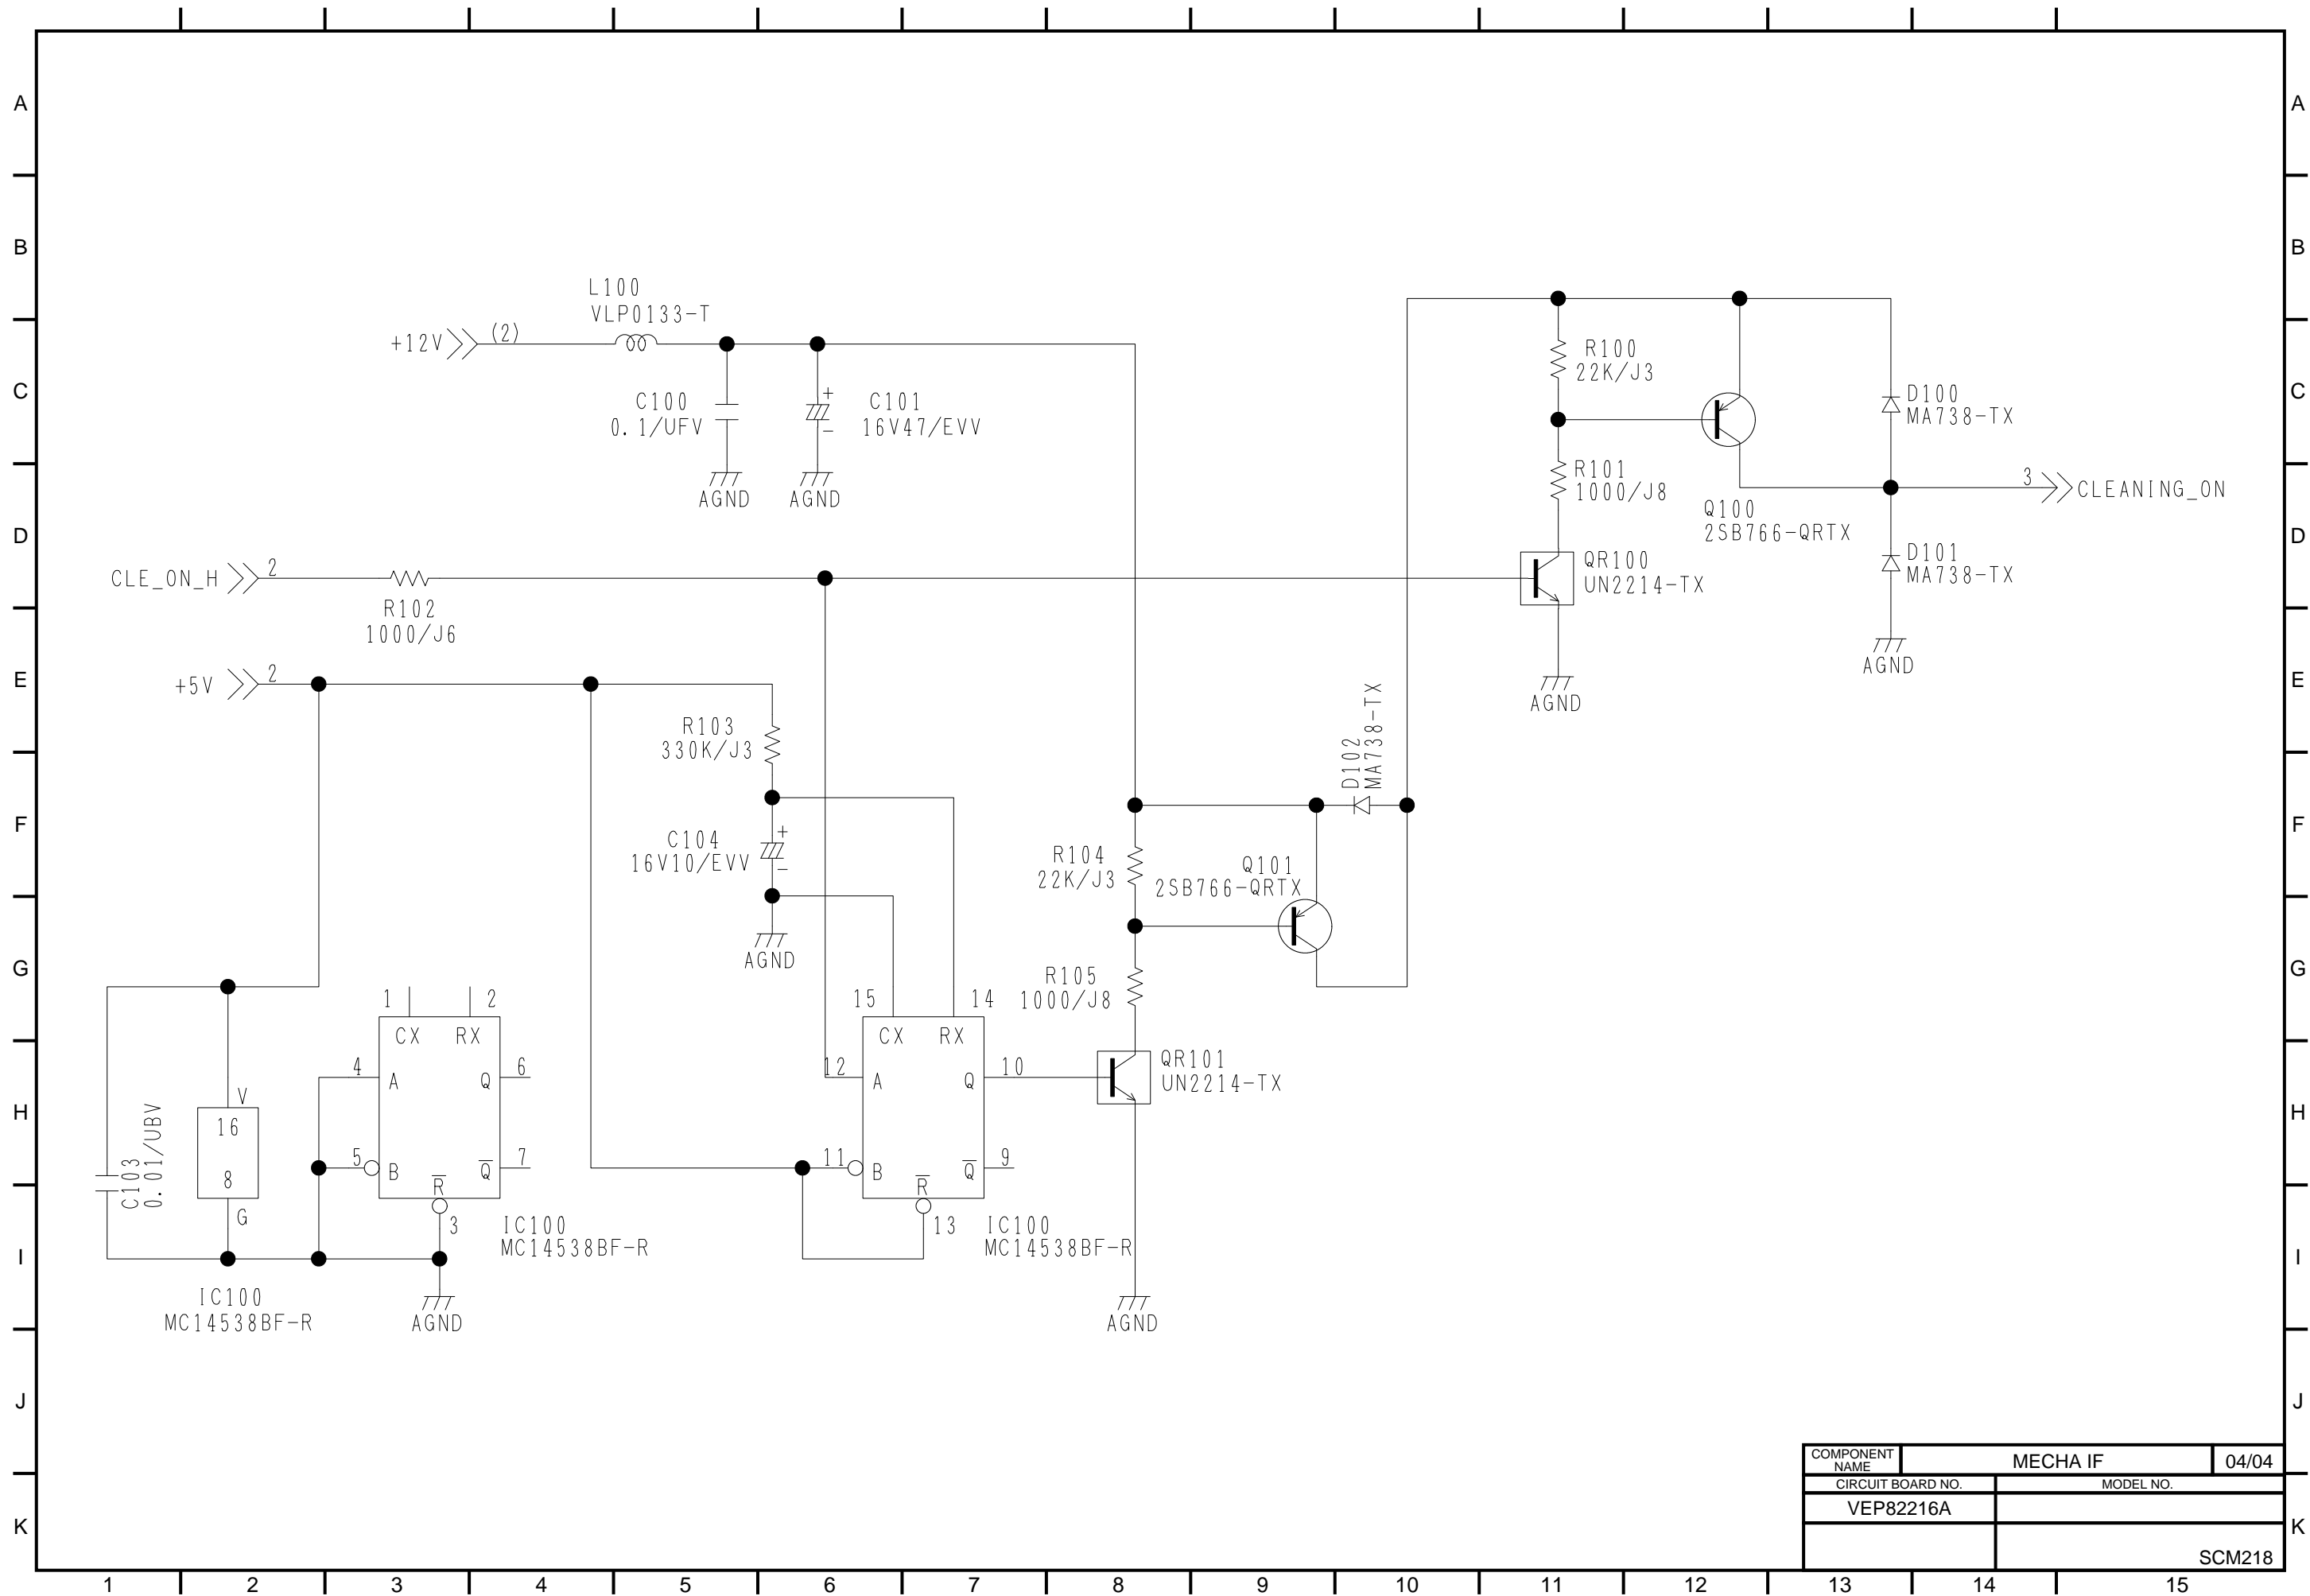 A A
B B
L100
VLP0133-T
+12V (2)
R100
22K/J3
C C
C100
0.1/UFV
+
-
C101
16V47/EVV
D100
MA738-TX
AGND AGND
R101
1000/J8
3 CLEANING_ON
Q100
2SB766-QRTX
D D
CLE_ON_H 2
R102
1000/J6
QR100
UN2214-TX
D101
MA738-TX
AGND
AGND
E E
+5V 2
R103
330K/J3
D102
MA738-TX
F F
C104
16V10/EVV
+
-
R104
22K/J3
Q101
2SB766-QRTX
AGND
G G
R105
1000/J8
1 2
CX RX
15 14
CX RX
4 A Q 6
12 A Q 10
QR101
UN2214-TX
H H
C103
0.01/UBV
V
16
8
G
5 B Q 7
R
3
11 B Q 9
R
13
IC100
MC14538BF-R
IC100
MC14538BF-R
I I
IC100
MC14538BF-R
AGND
AGND
J J
COMPONENT
NAME
MECHA IF 04/04
CIRCUIT BOARD NO. MODEL NO.
VEP82216A
K K
SCM218
1 2 3 4 5 6 7 8 9 10 11 12 13 14 15